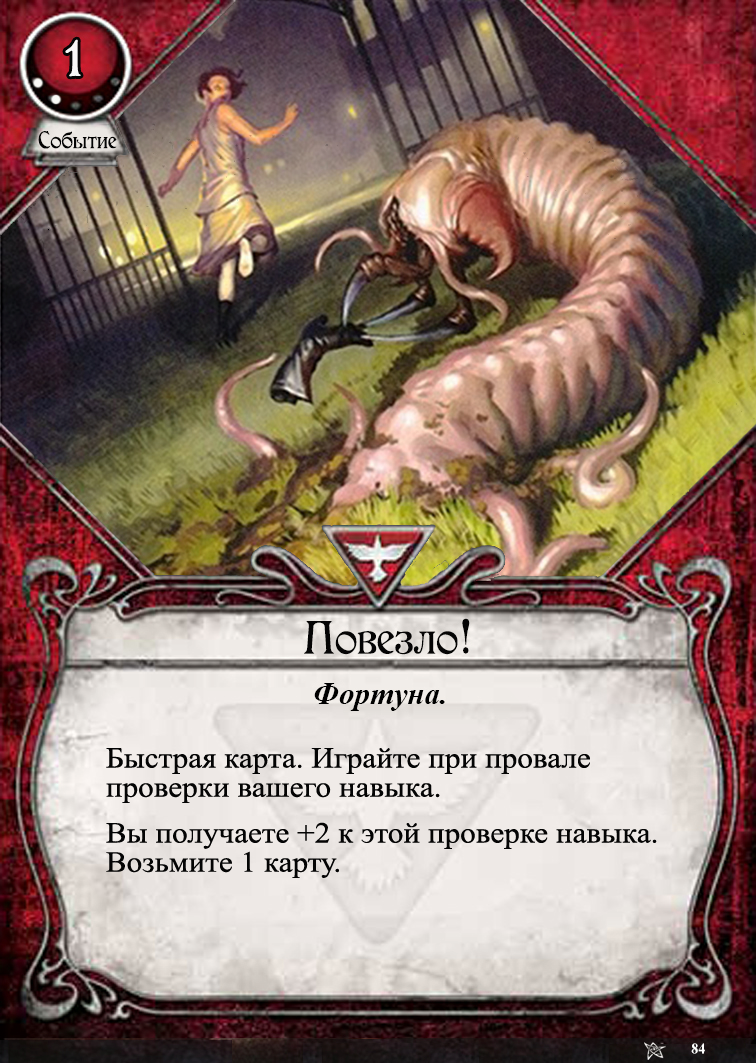 1
Событие
Повезло!
Фортуна.
Быстрая карта. Играйте при провале
проверки вашего навыка.
Вы получаете +2 к этой проверке навыка.
Возьмите 1 карту.
84